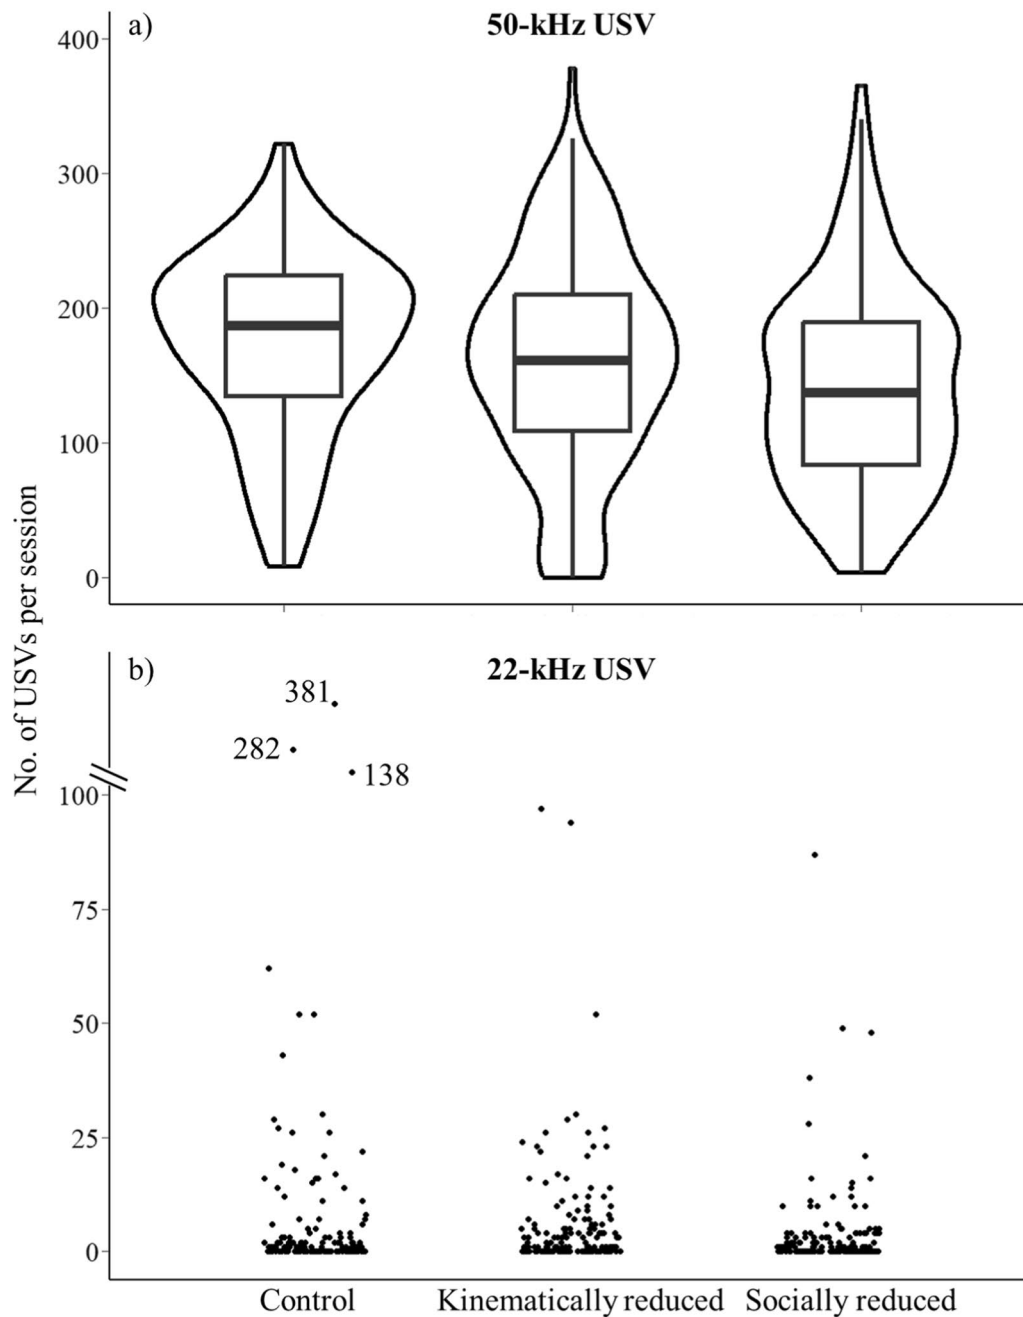 a)
50-kHz USV
400
300
200
100
0
No. of USVs per session
b)
22-kHz USV
381
282
138
100
75
50
25
0
Control
Kinematically reduced
Socially reduced